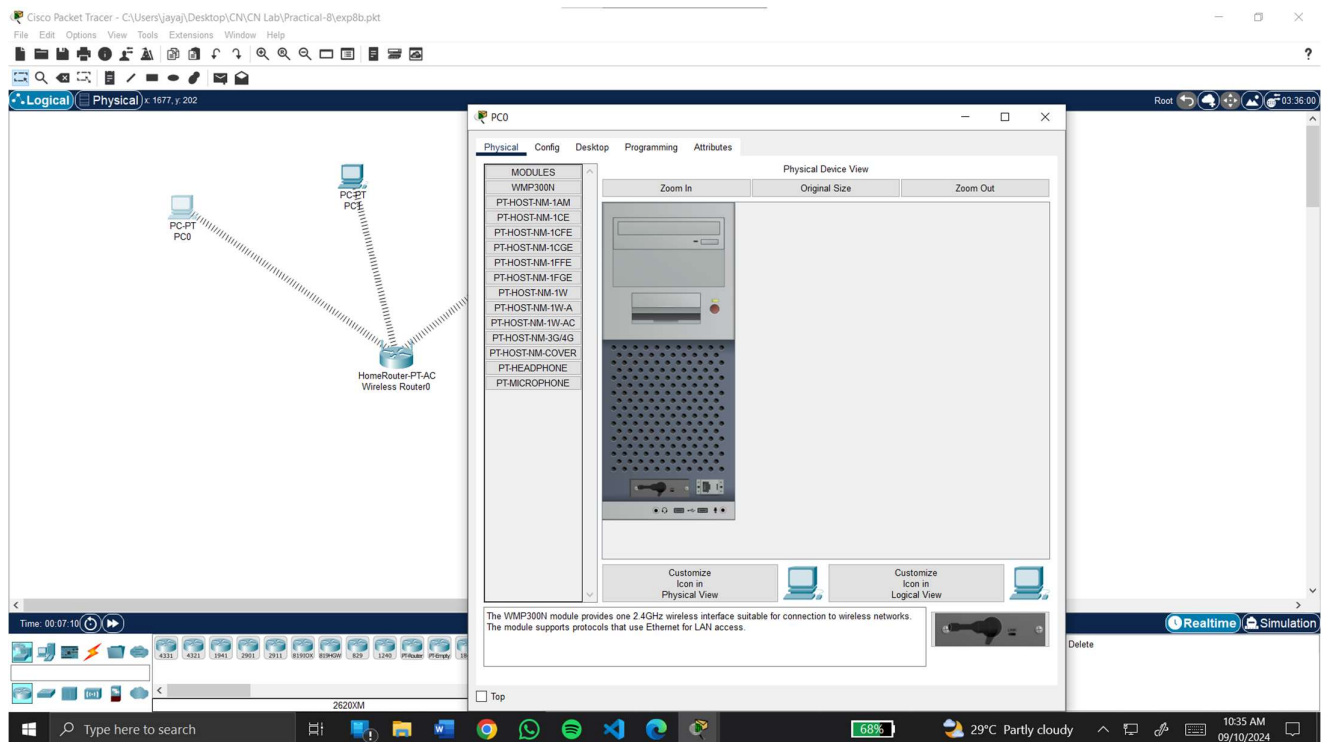 Cisco Packet Tracer - C:\Users\jayaj\Desktop\CN\CN Lab\Practical-8\exp8b.pkt
File Edit Options View Tools Extensions Window Help
?
Logical Physical x: 1677, y: 202
Root 03:36:00
PC0
Physical Config Desktop Programming Attributes
MODULES
WMP300N
PT-HOST-NM-1AM
PT-HOST-NM-1CE
PT-HOST-NM-1CFE
PT-HOST-NM-1CGE
PT-HOST-NM-1FFE
PT-HOST-NM-1FGE
PT-HOST-NM-1W
PT-HOST-NM-1W-A
PT-HOST-NM-1W-AC
PT-HOST-NM-3G/4G
PT-HOST-NM-COVER
PT-HEADPHONE
PT-MICROPHONE
Physical Device View
Zoom In Original Size Zoom Out
PC-PT
PC0
PC-PT
PC1
HomeRouter-PT-AC
Wireless Router0
Customize
Icon in
Physical View
Customize
Icon in
Logical View
The WMP300N module provides one 2.4GHz wireless interface suitable for connection to wireless networks.
The module supports protocols that use Ethernet for LAN access.
Top
Time: 00:07:10
Realtime Simulation
4331 4321 1941 2901 2911 819IOX 819HGW 829 1240 PT-Router PT-Empty
Delete
2620XM
Type here to search
68%
29°C Partly cloudy
10:35 AM
09/10/2024